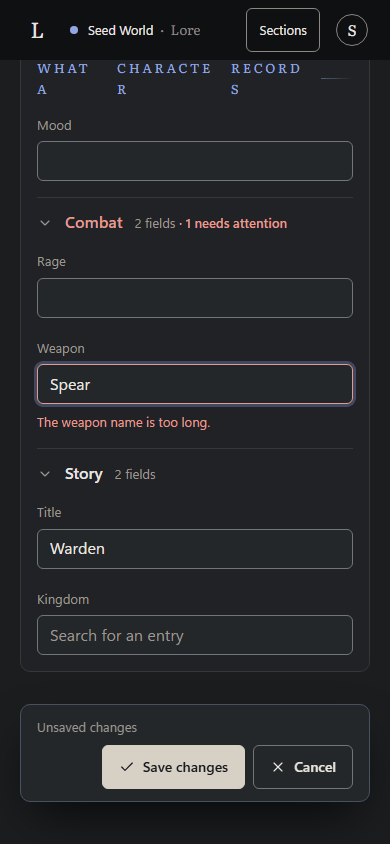 L Seed World · Lore Sections S
WHAT CHARACTE RECORD
A R S
Mood
Combat 2 fields · 1 needs attention
Rage
Weapon
Spear
The weapon name is too long.
Story 2 fields
Title
Warden
Kingdom
Search for an entry
Unsaved changes
Save changes Cancel